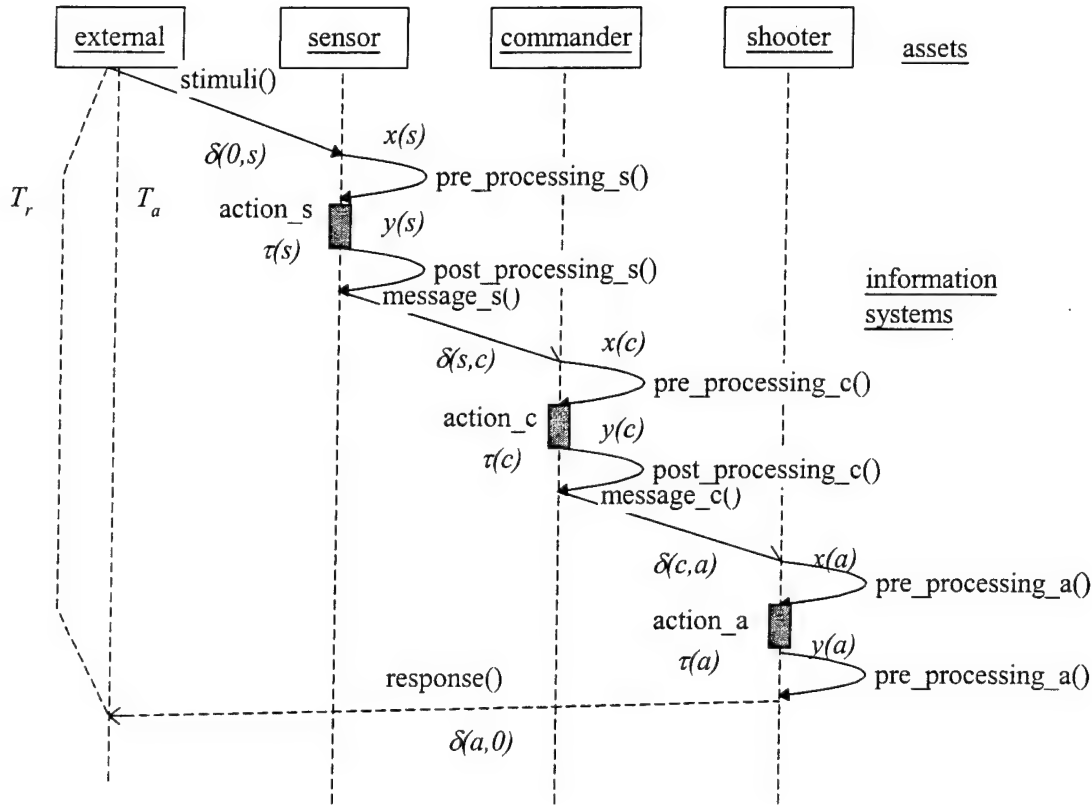 external
sensor
commander
shooter
assets
stimuli()
x(s)
δ(0,s)
pre_processing_s()
T_r
T_a
action_s
y(s)
τ(s)
post_processing_s()
message_s()
information
systems
x(c)
δ(s,c)
pre_processing_c()
action_c
y(c)
τ(c)
post_processing_c()
message_c()
x(a)
δ(c,a)
pre_processing_a()
action_a
y(a)
τ(a)
response()
pre_processing_a()
δ(a,0)